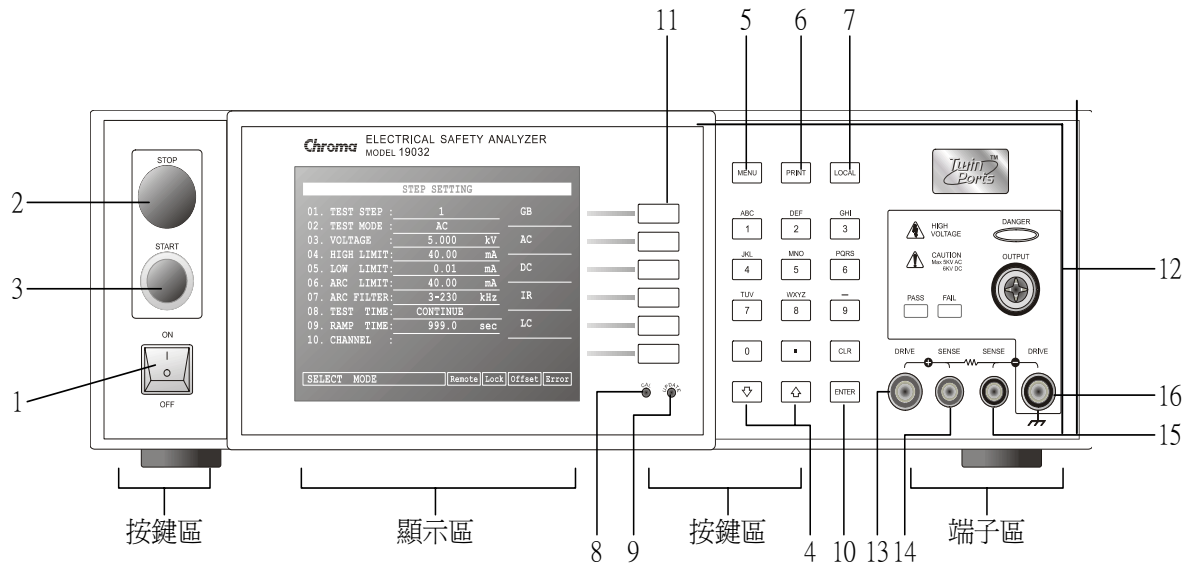 11 5 6 7
Chroma ELECTRICAL SAFETY ANALYZER
MODEL 19032
STOP
2
START
3
ON
I
O
1
OFF
STEP SETTING
01. TEST STEP : 1 GB
02. TEST MODE : AC
03. VOLTAGE : 5.000 kV AC
04. HIGH LIMIT: 40.00 mA
05. LOW LIMIT: 0.01 mA DC
06. ARC LIMIT: 40.00 mA
07. ARC FILTER: 3-230 kHz IR
08. TEST TIME: CONTINUE
09. RAMP TIME: 999.0 sec LC
10. CHANNEL :
SELECT MODE Remote Lock Offset Error
CAL UPDATE
MENU PRINT LOCAL
ABC DEF GHI
1 2 3
JKL MNO PQRS
4 5 6
TUV WXYZ —
7 8 9
0 . CLR
ENTER
Twin Ports™
HIGH VOLTAGE
DANGER
CAUTION
Max 5KV AC
6KV DC
OUTPUT
12
PASS FAIL
DRIVE + SENSE SENSE - DRIVE
16
15
按鍵區 顯示區 按鍵區 端子區
8 9 4 10 13 14